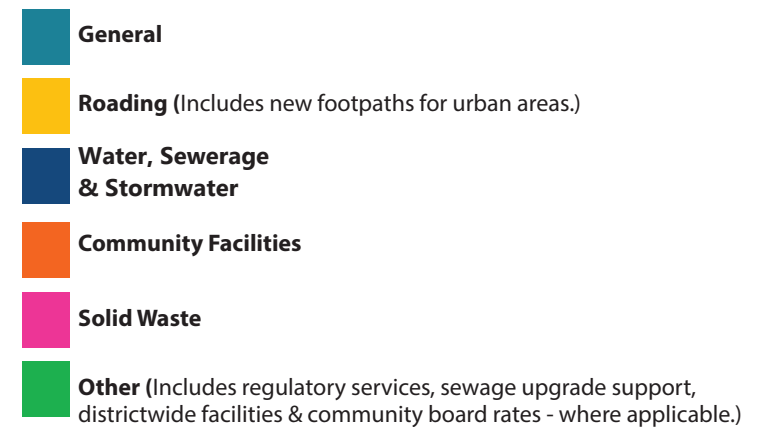 General
Roading (Includes new footpaths for urban areas.)
Water, Sewerage
& Stormwater
Community Facilities
Solid Waste
Other (Includes regulatory services, sewage upgrade support,
districtwide facilities & community board rates - where applicable.)